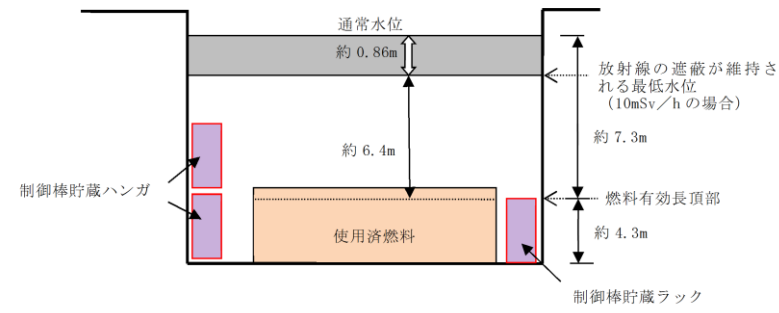 通常水位
約 0.86m
放射線の遮蔽が維持さ
れる最低水位
（10mSv／h の場合）
約 7.3m
約 6.4m
制御棒貯蔵ハンガ
燃料有効長頂部
使用済燃料
約 4.3m
制御棒貯蔵ラック